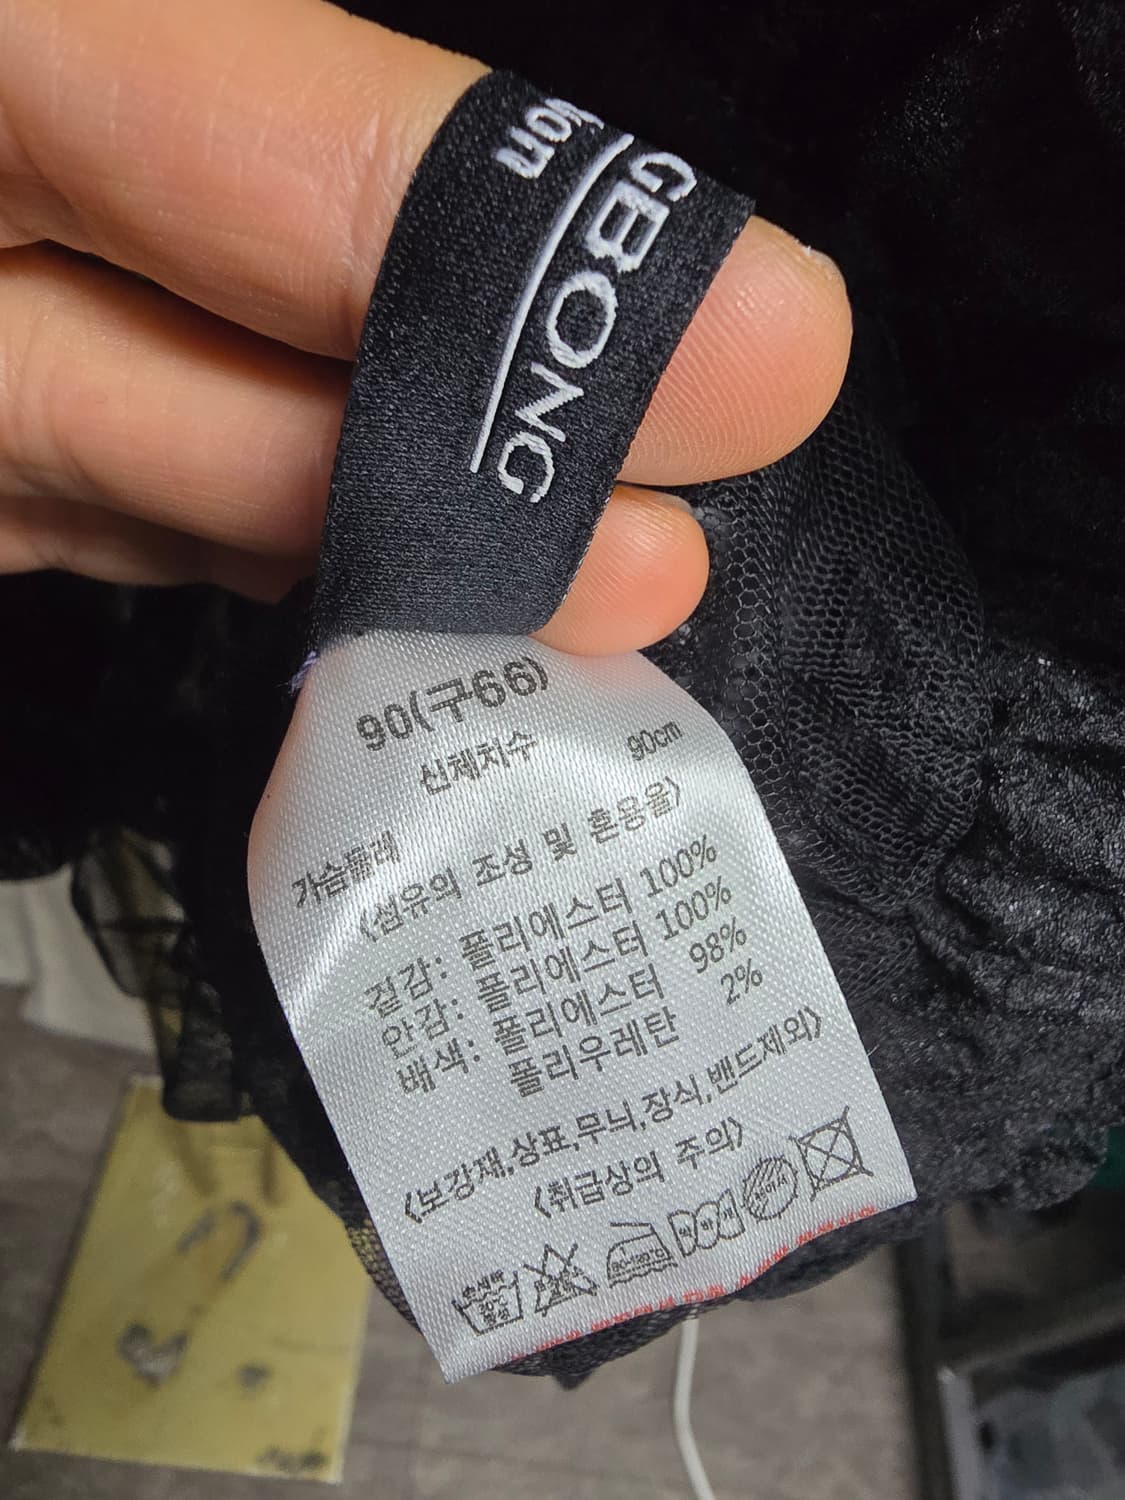 GBONG
90(구66)
신체치수
가슴둘레 90cm
〈섬유의 조성 및 혼용율〉
겉감: 폴리에스터 100%
안감: 폴리에스터 100%
배색: 폴리에스터 98%
폴리우레탄 2%
〈보강재,상표,무늬,장식,밴드제외〉
〈취급상의 주의〉
손세탁